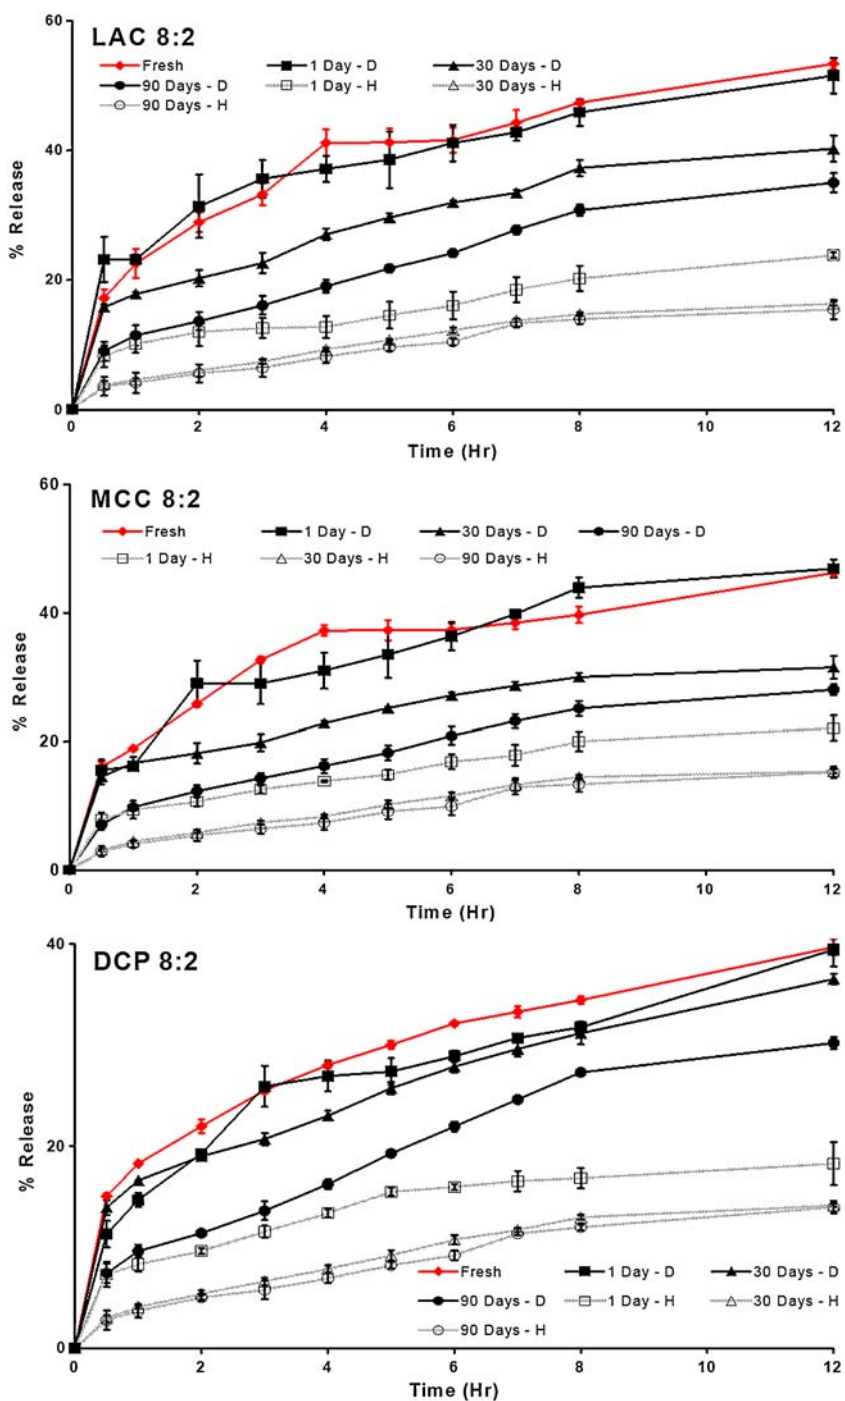 60
LAC 8:2
Fresh 1 Day - D 30 Days - D
90 Days - D 1 Day - H 30 Days - H
90 Days - H
40
% Release
20
0
0 2 4 6 8 10 12
Time (Hr)
60
MCC 8:2
Fresh 1 Day - D 30 Days - D 90 Days - D
1 Day - H 30 Days - H 90 Days - H
40
% Release
20
0
0 2 4 6 8 10 12
Time (Hr)
40
DCP 8:2
% Release
20
Fresh 1 Day - D 30 Days - D
90 Days - D 1 Day - H 30 Days - H
90 Days - H
0
0 2 4 6 8 10 12
Time (Hr)